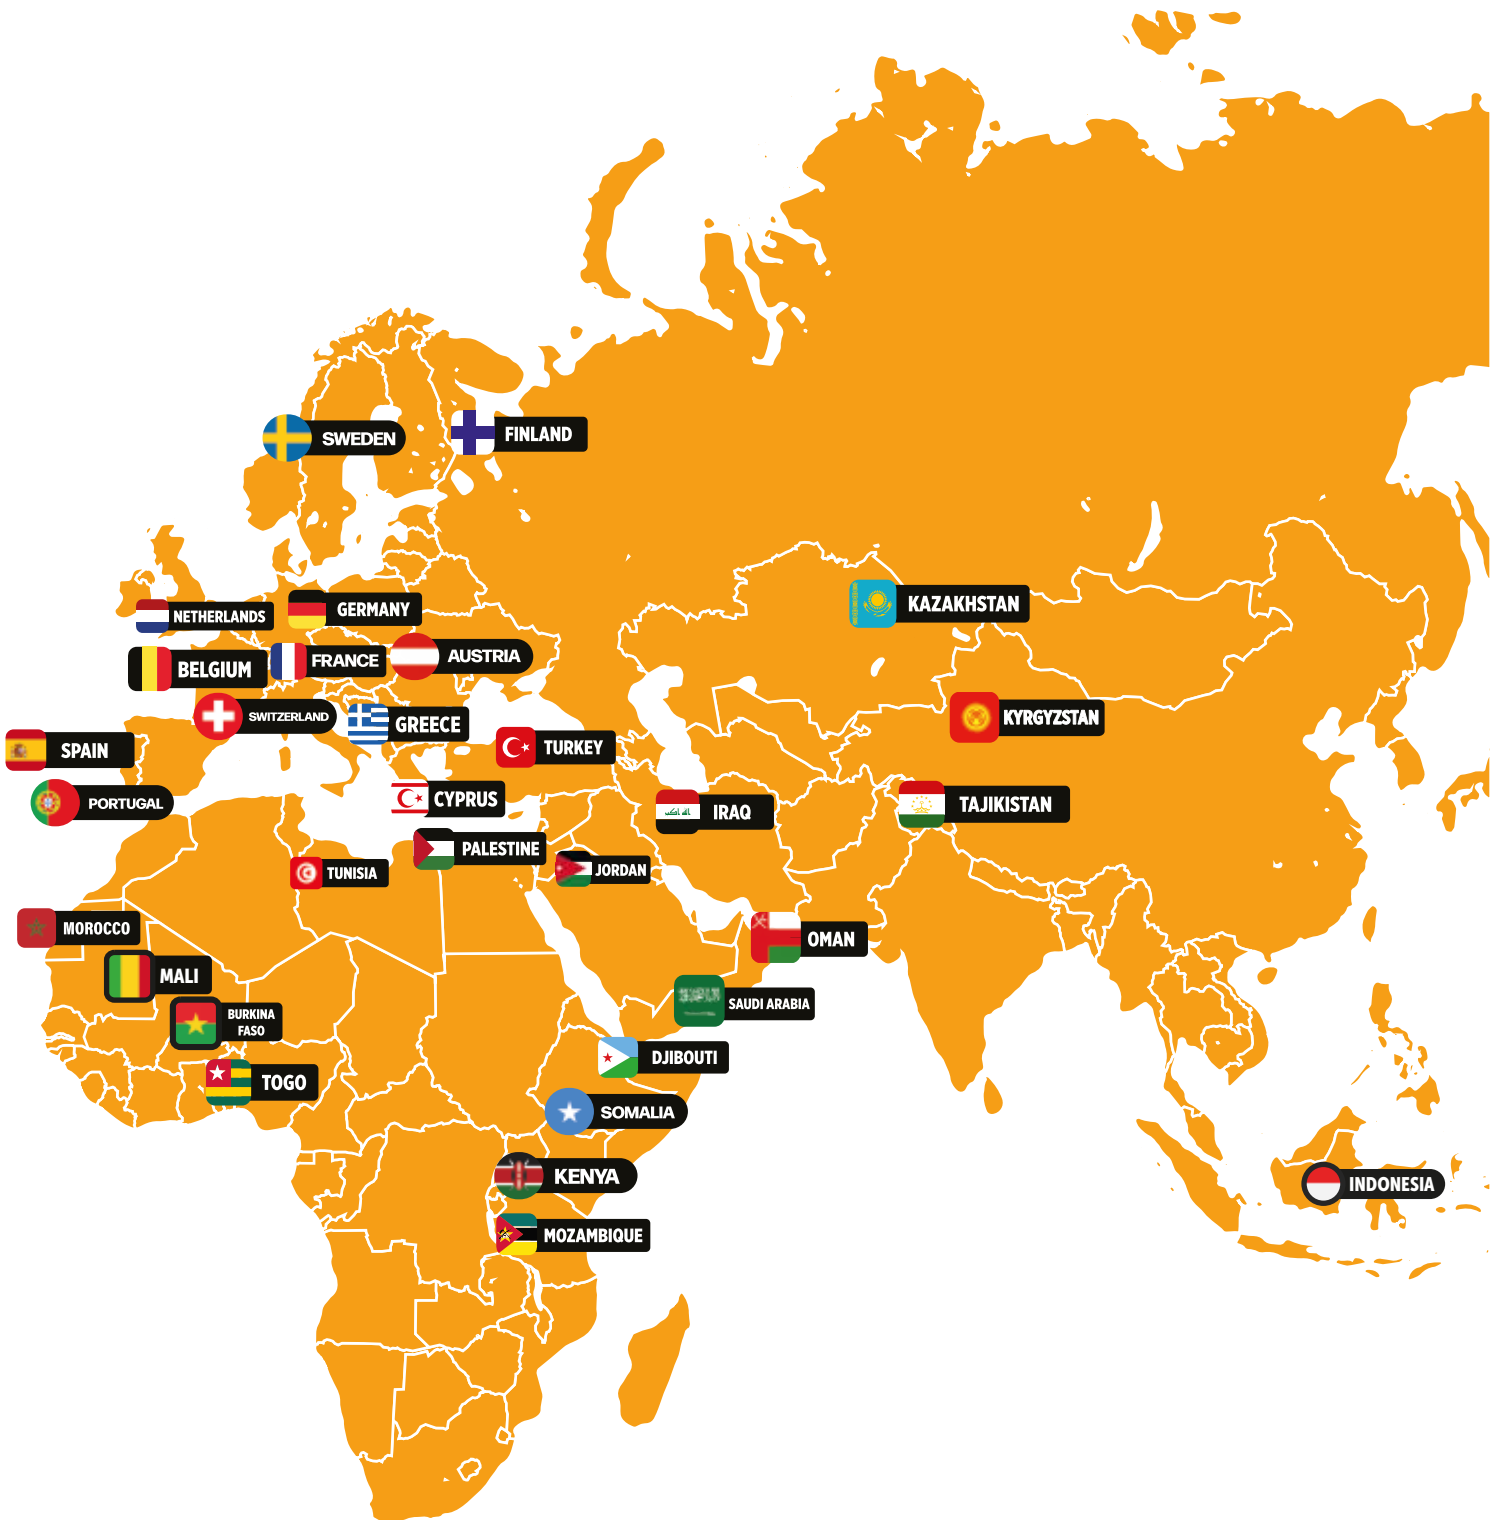 SWEDEN
FINLAND
NETHERLANDS
GERMANY
KAZAKHSTAN
BELGIUM
FRANCE
AUSTRIA
SWITZERLAND
GREECE
KYRGYZSTAN
SPAIN
TURKEY
PORTUGAL
CYPRUS
IRAQ
TAJIKISTAN
PALESTINE
TUNISIA
JORDAN
MOROCCO
OMAN
MALI
SAUDI ARABIA
BURKINA
FASO
DJIBOUTI
TOGO
SOMALIA
KENYA
INDONESIA
MOZAMBIQUE